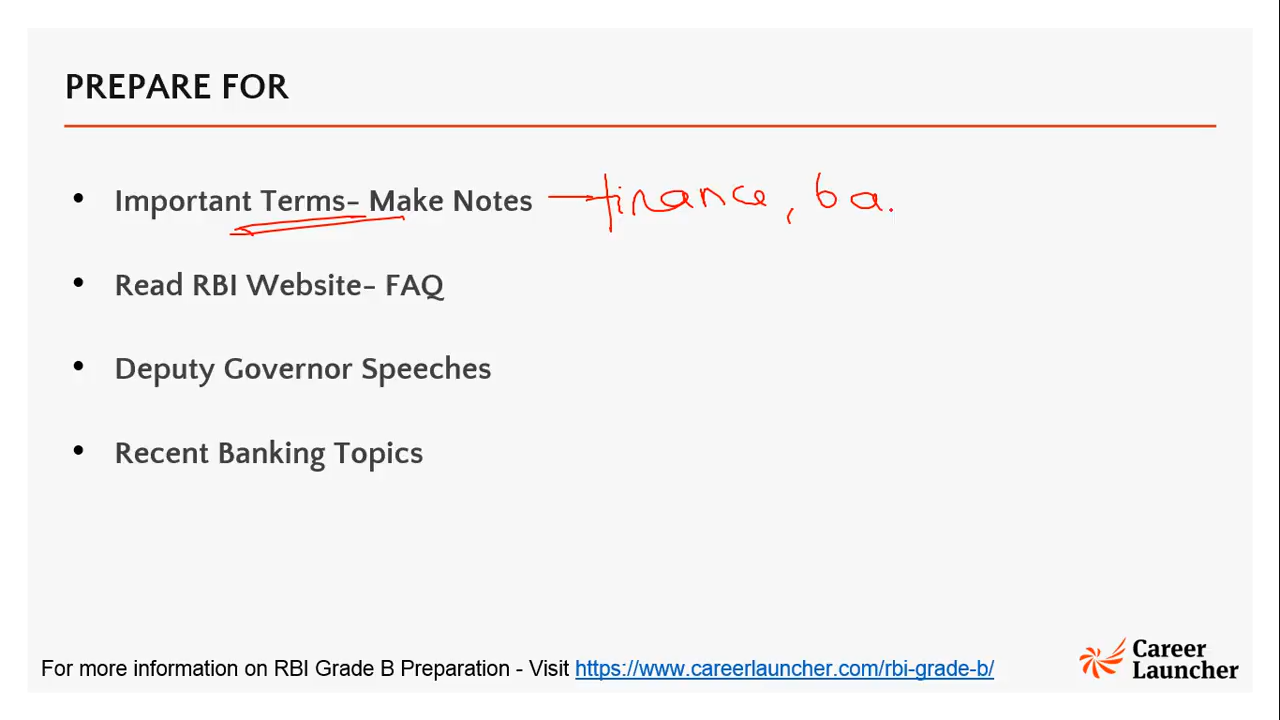 PREPARE FOR
• Important Terms- Make Notes → finance, ba
• Read RBI Website- FAQ
• Deputy Governor Speeches
• Recent Banking Topics
For more information on RBI Grade B Preparation - Visit https://www.careerlauncher.com/rbi-grade-b/
Career
Launcher